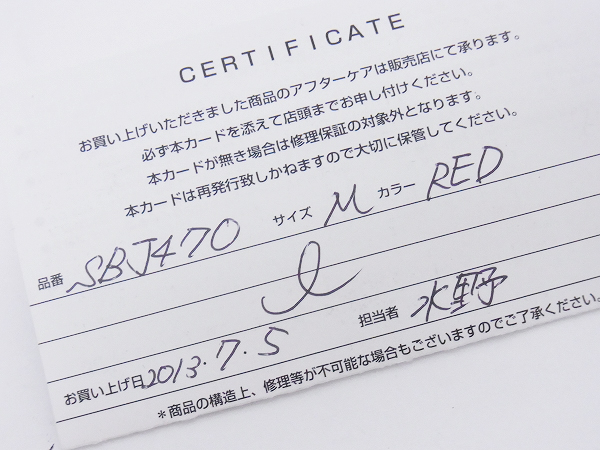 CERTIFICATE
お買い上げいただきました商品のアフターケアは販売店にて承ります。
必ず本カードを添えて店頭までお申し付けください。
本カードが無き場合は修理保証の対象外となります。
本カードは再発行致しかねますので大切に保管してください。
品番 SBJ470 サイズ M カラー RED
お買い上げ日 2013.7.5 担当者 水野
*商品の構造上、修理等が不可能な場合もございますのでご了承ください。